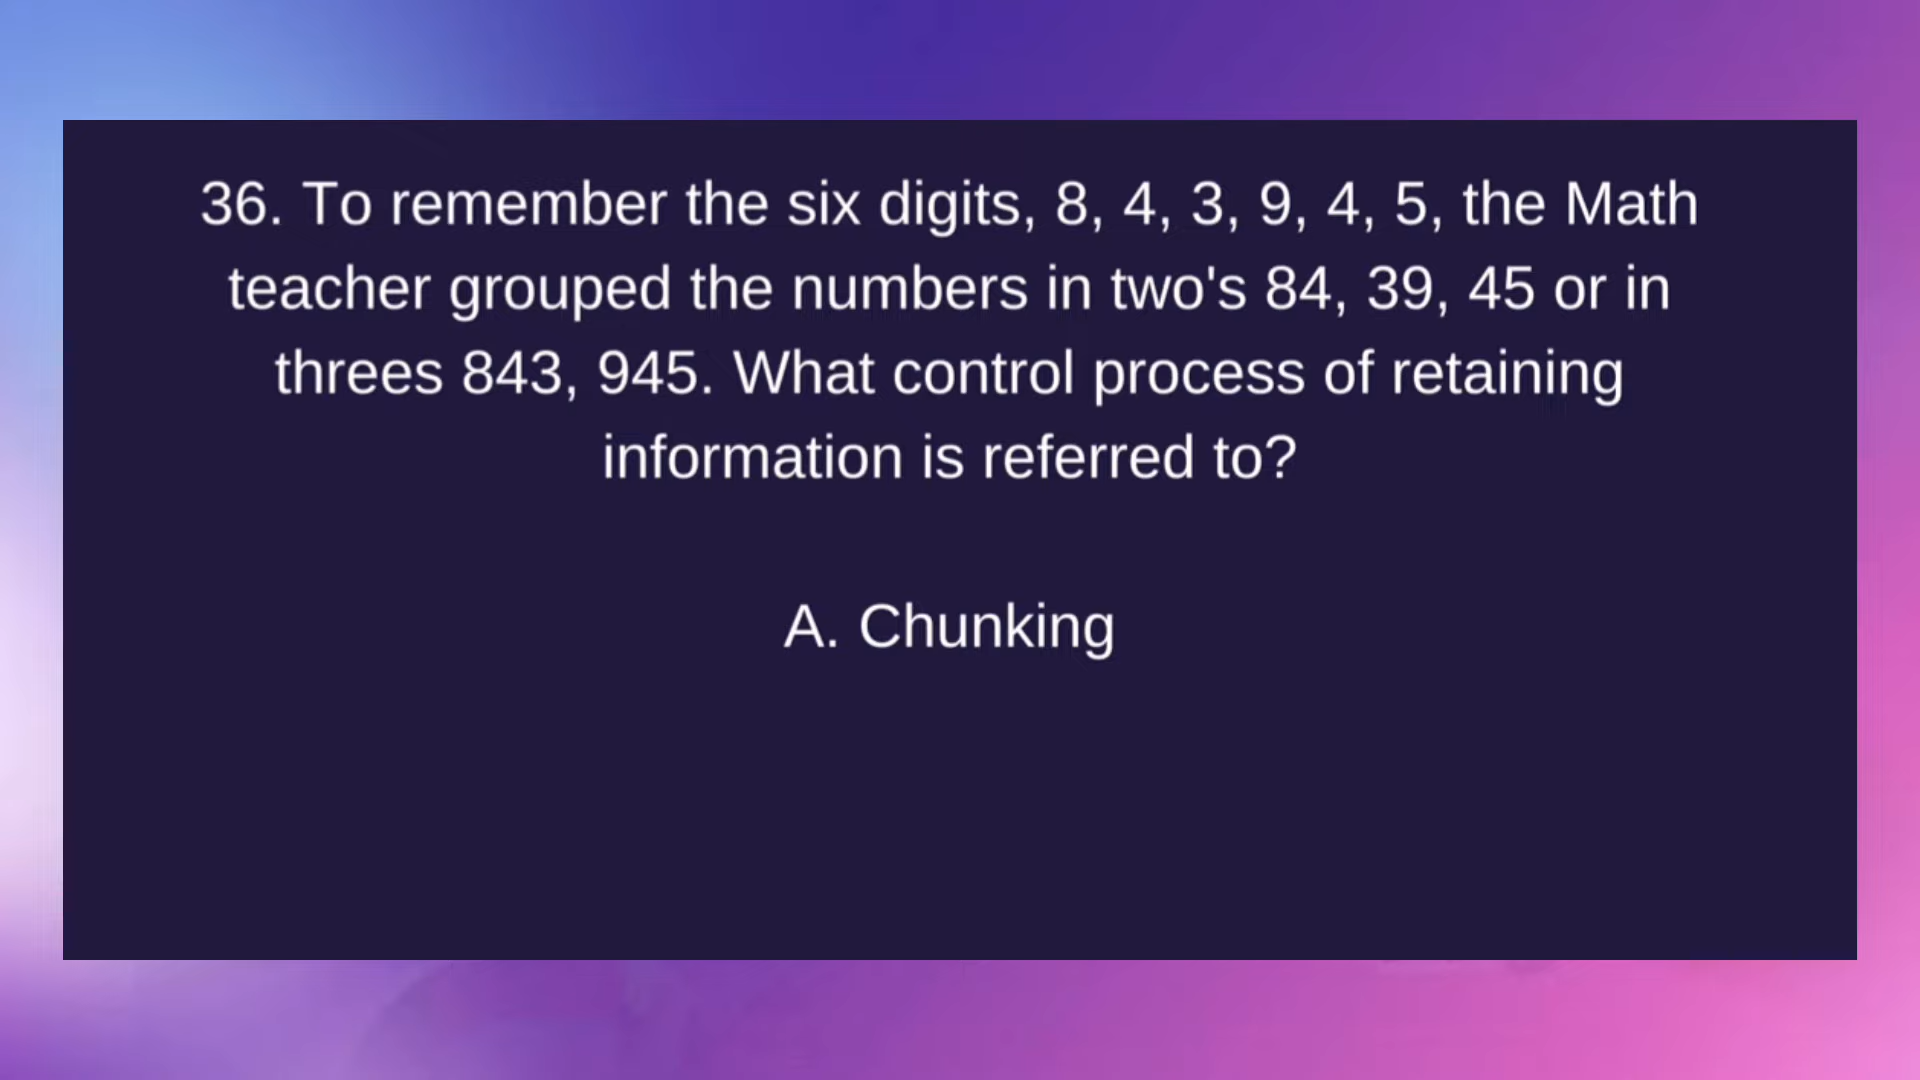 36. To remember the six digits, 8, 4, 3, 9, 4, 5, the Math
teacher grouped the numbers in two's 84, 39, 45 or in
threes 843, 945. What control process of retaining
information is referred to?
A. Chunking